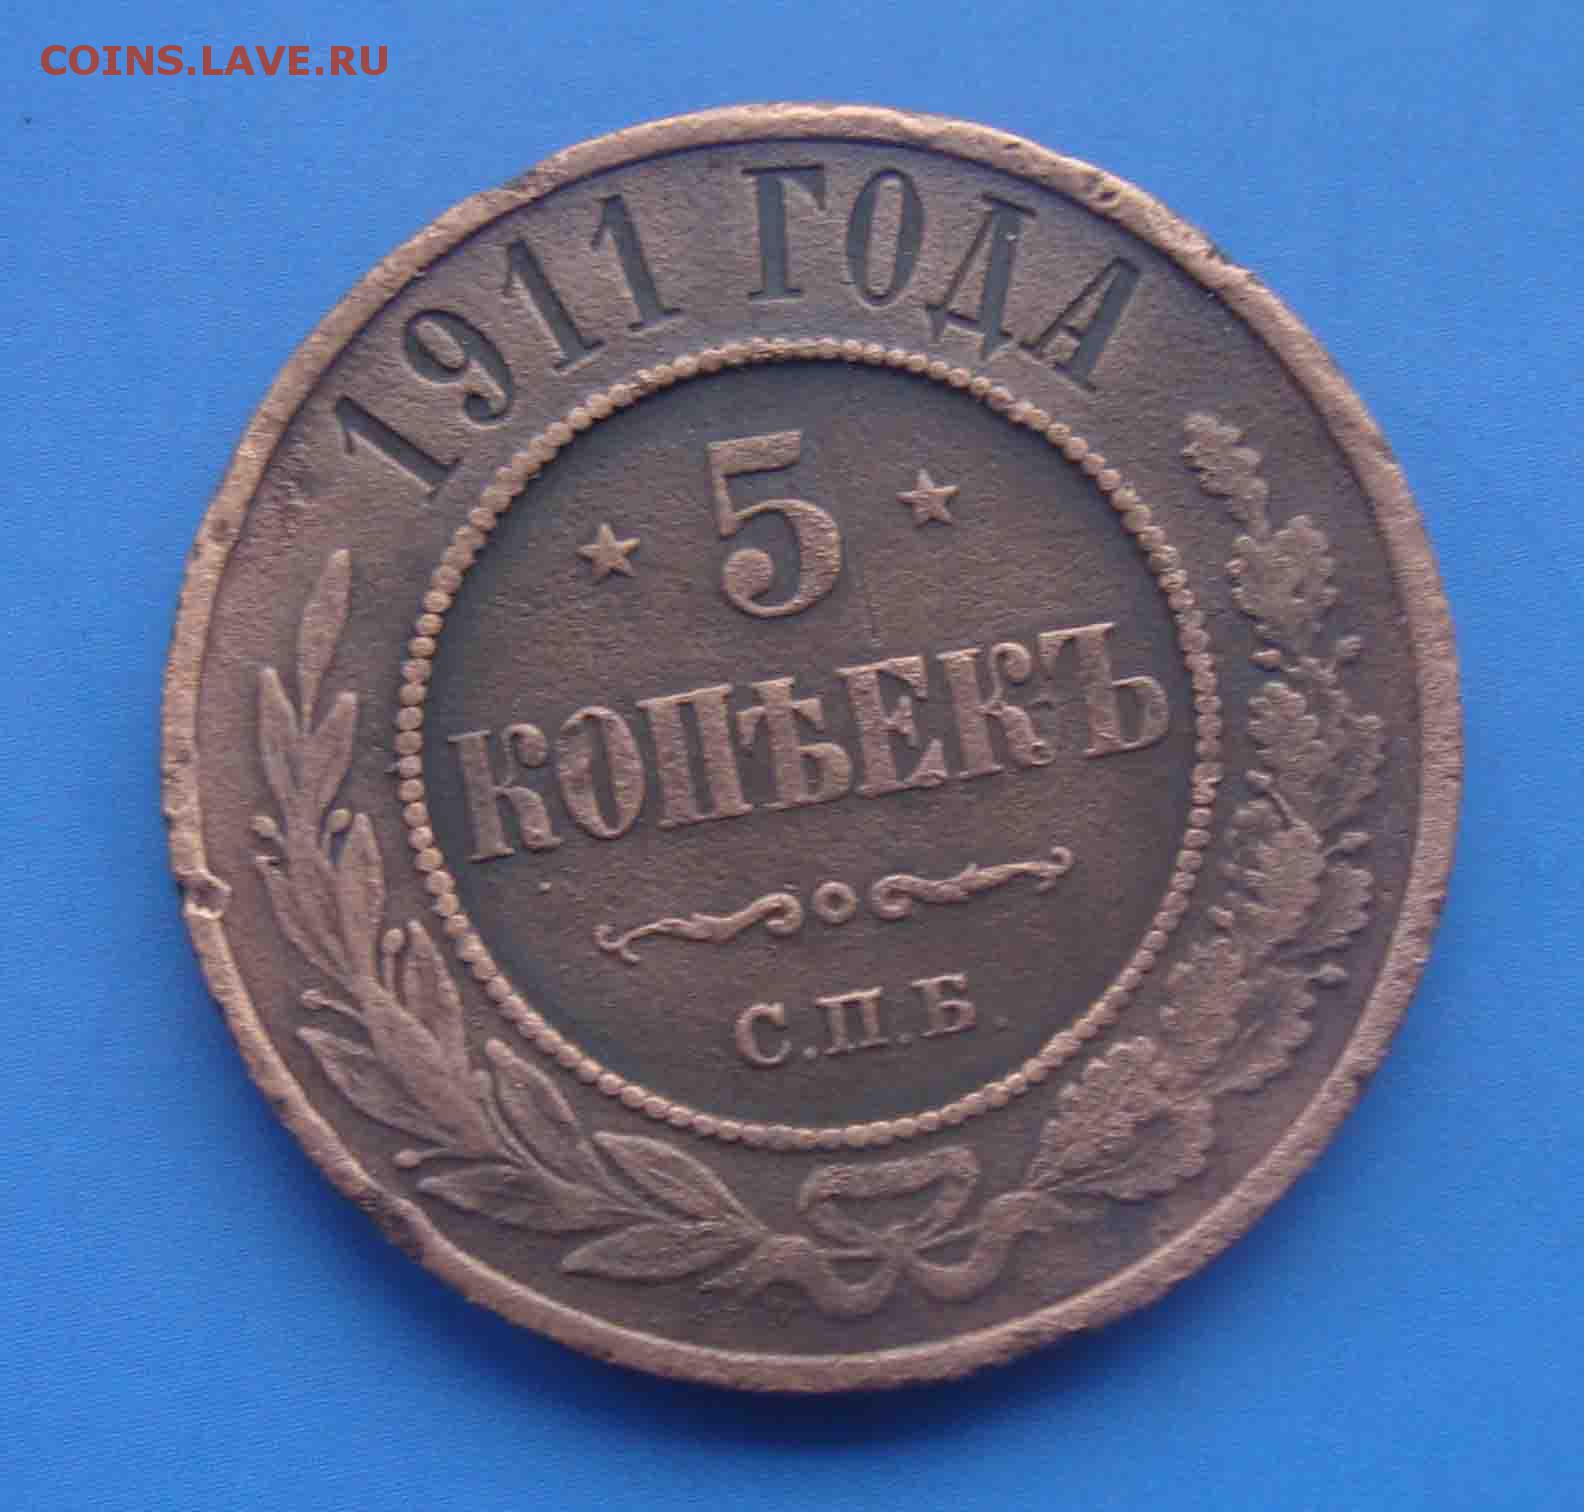 COINS.LAVE.RU
1911 ГОДА
5
КОПѢЕКЪ
С.П.Б.